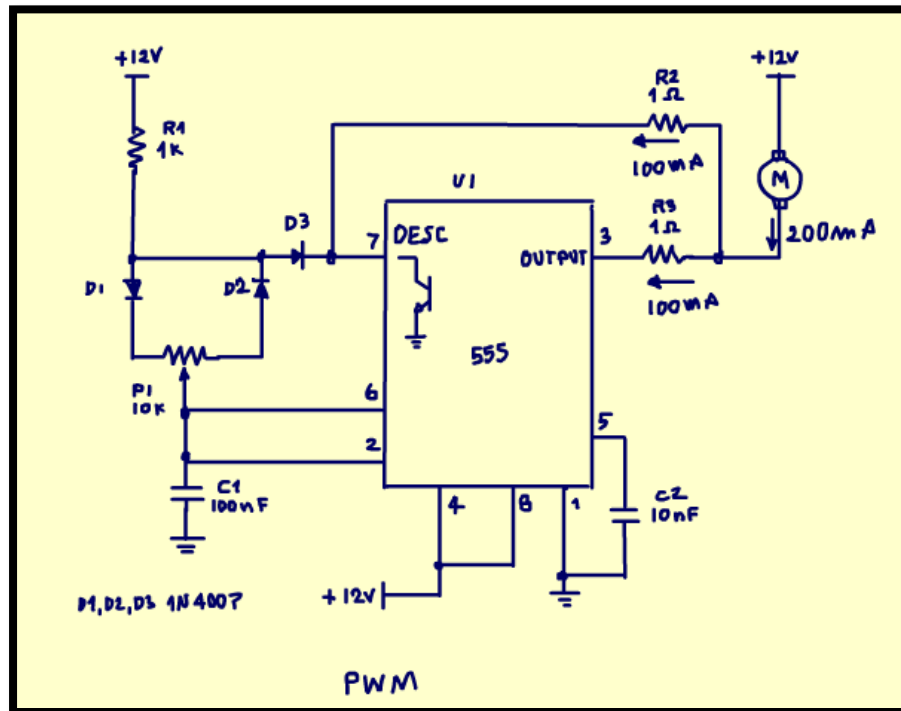 +12V
R1
1K
D1
D2
D3
P1
10K
C1
100nF
U1
7
DESC
6
2
555
3
OUTPUT
5
4
8
1
R2
1Ω
100mA
R3
1Ω
100mA
+12V
M
200mA
C2
10nF
+12V
D1,D2,D3 1N4007
PWM